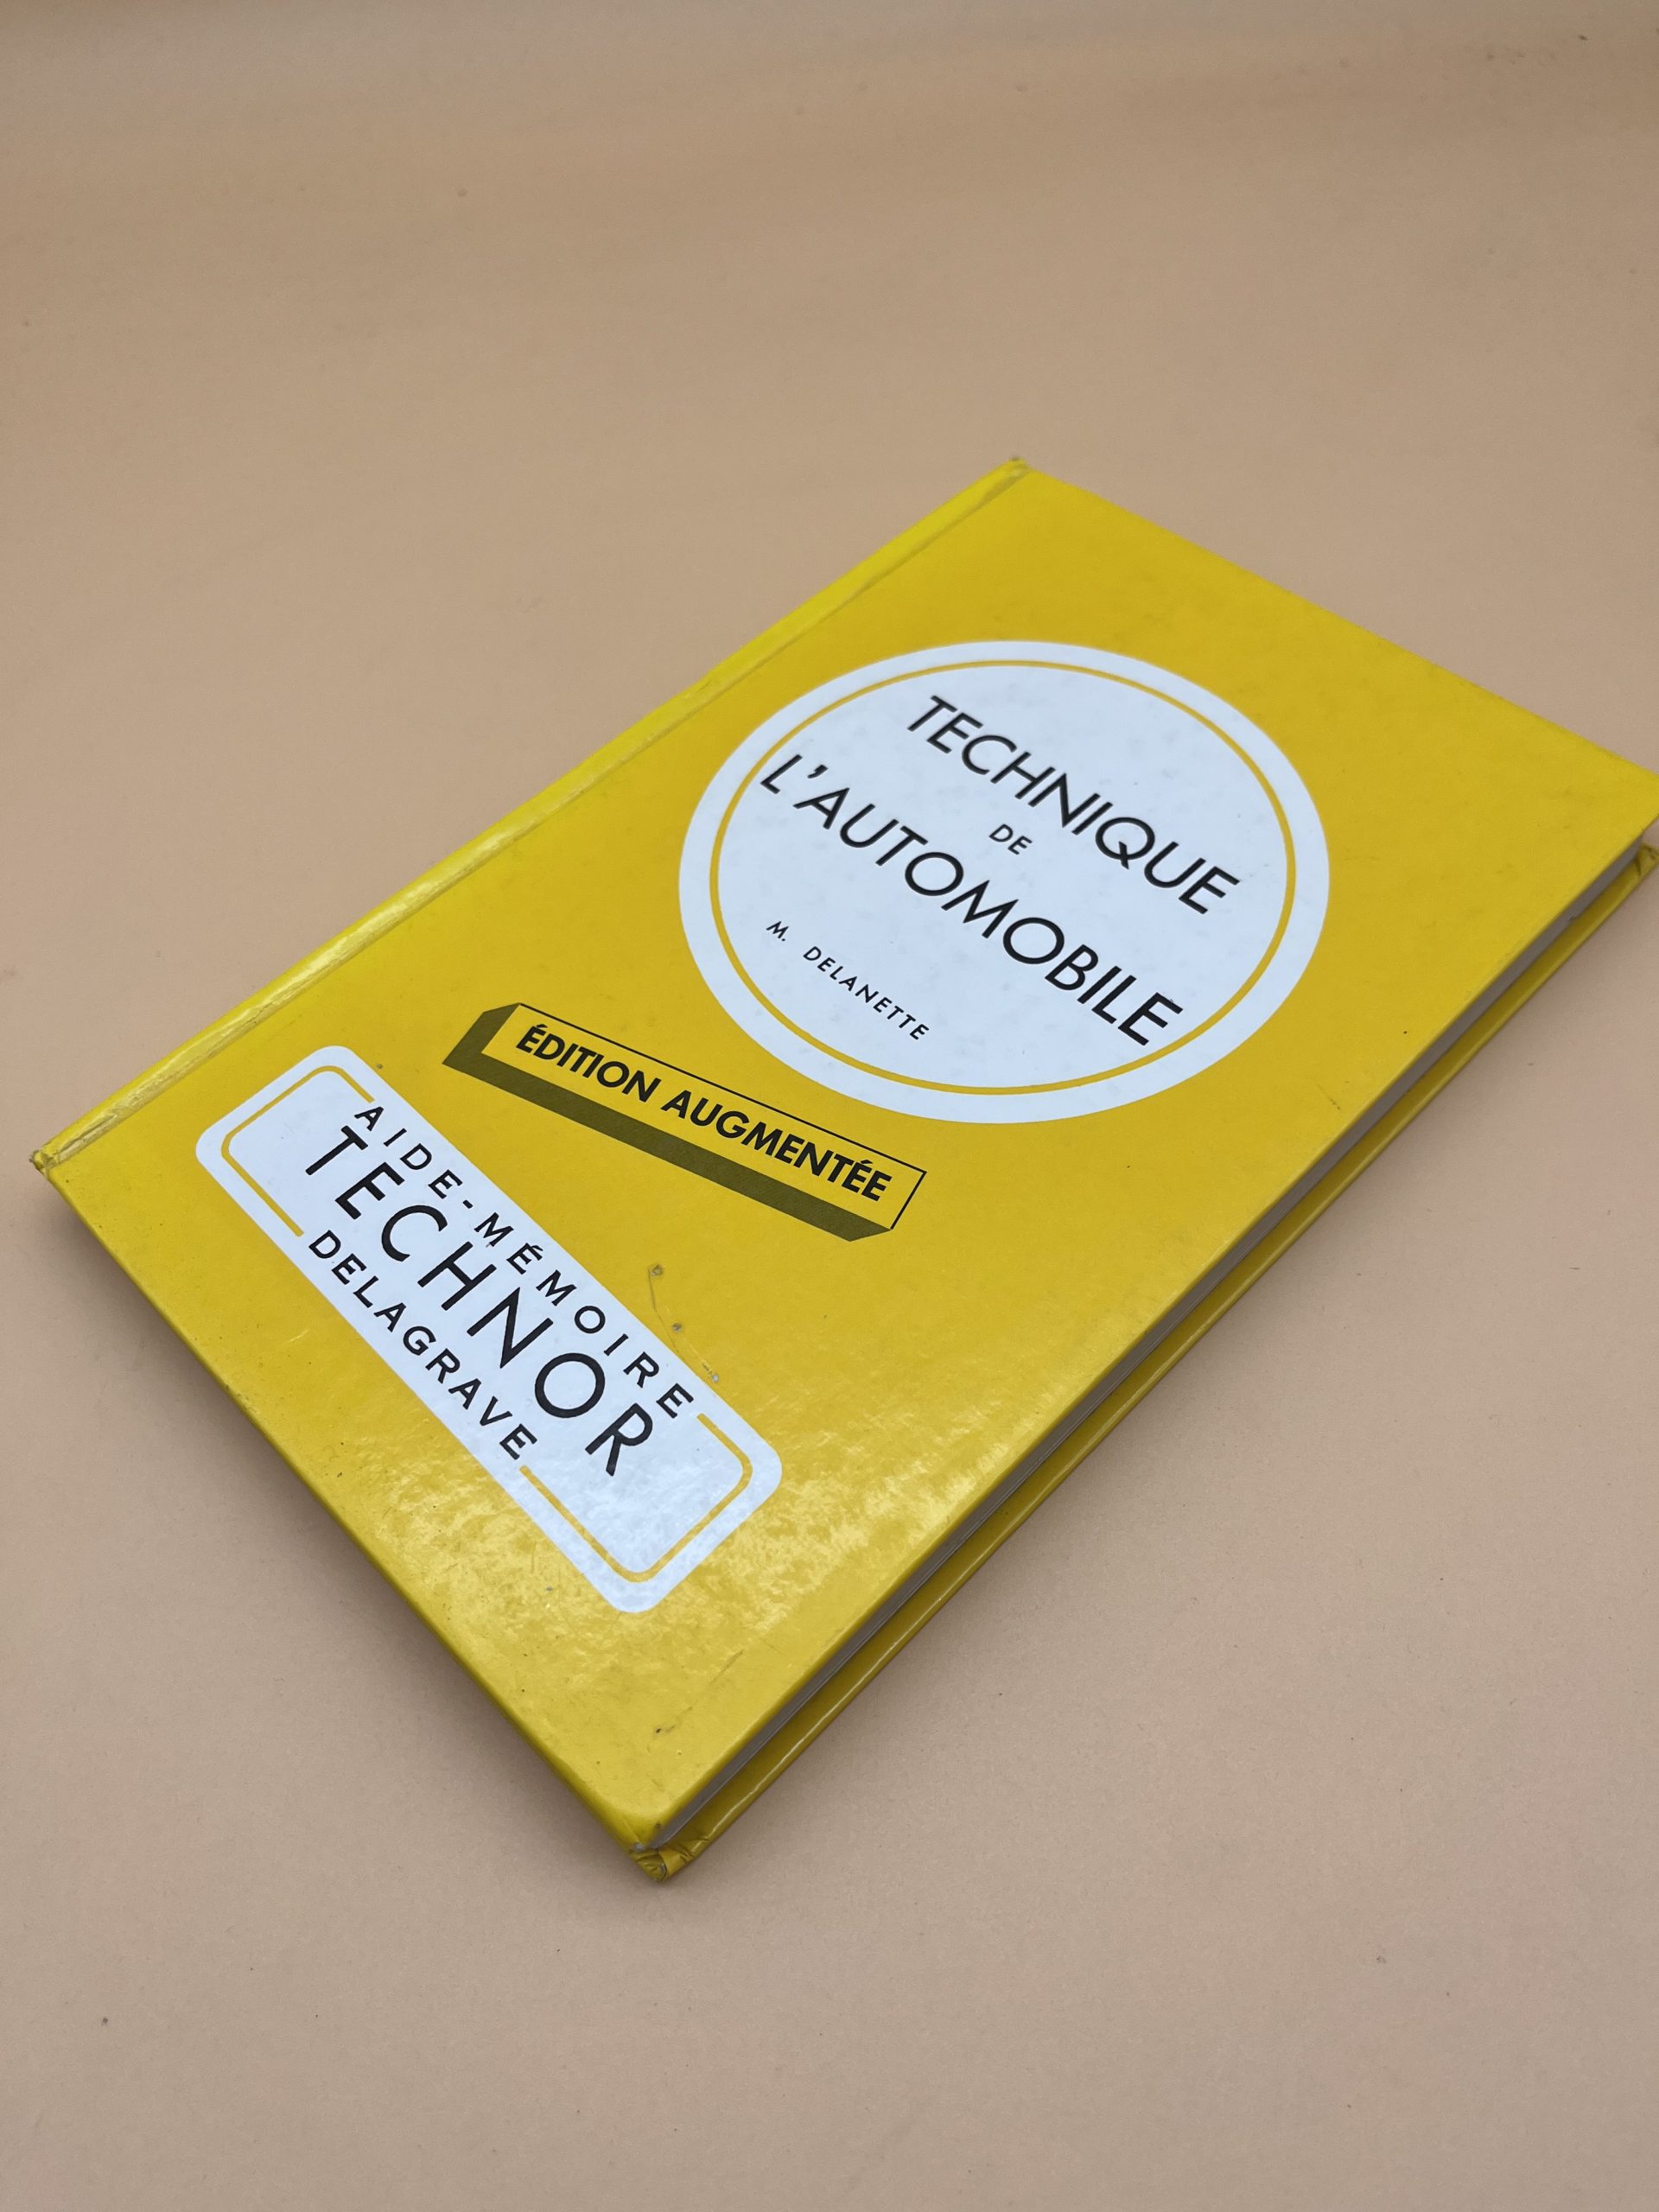 TECHNIQUE
DE
L'AUTOMOBILE
M. DELANETTE
ÉDITION AUGMENTÉE
AIDE-MÉMOIRE
TECHNOR
DELAGRAVE